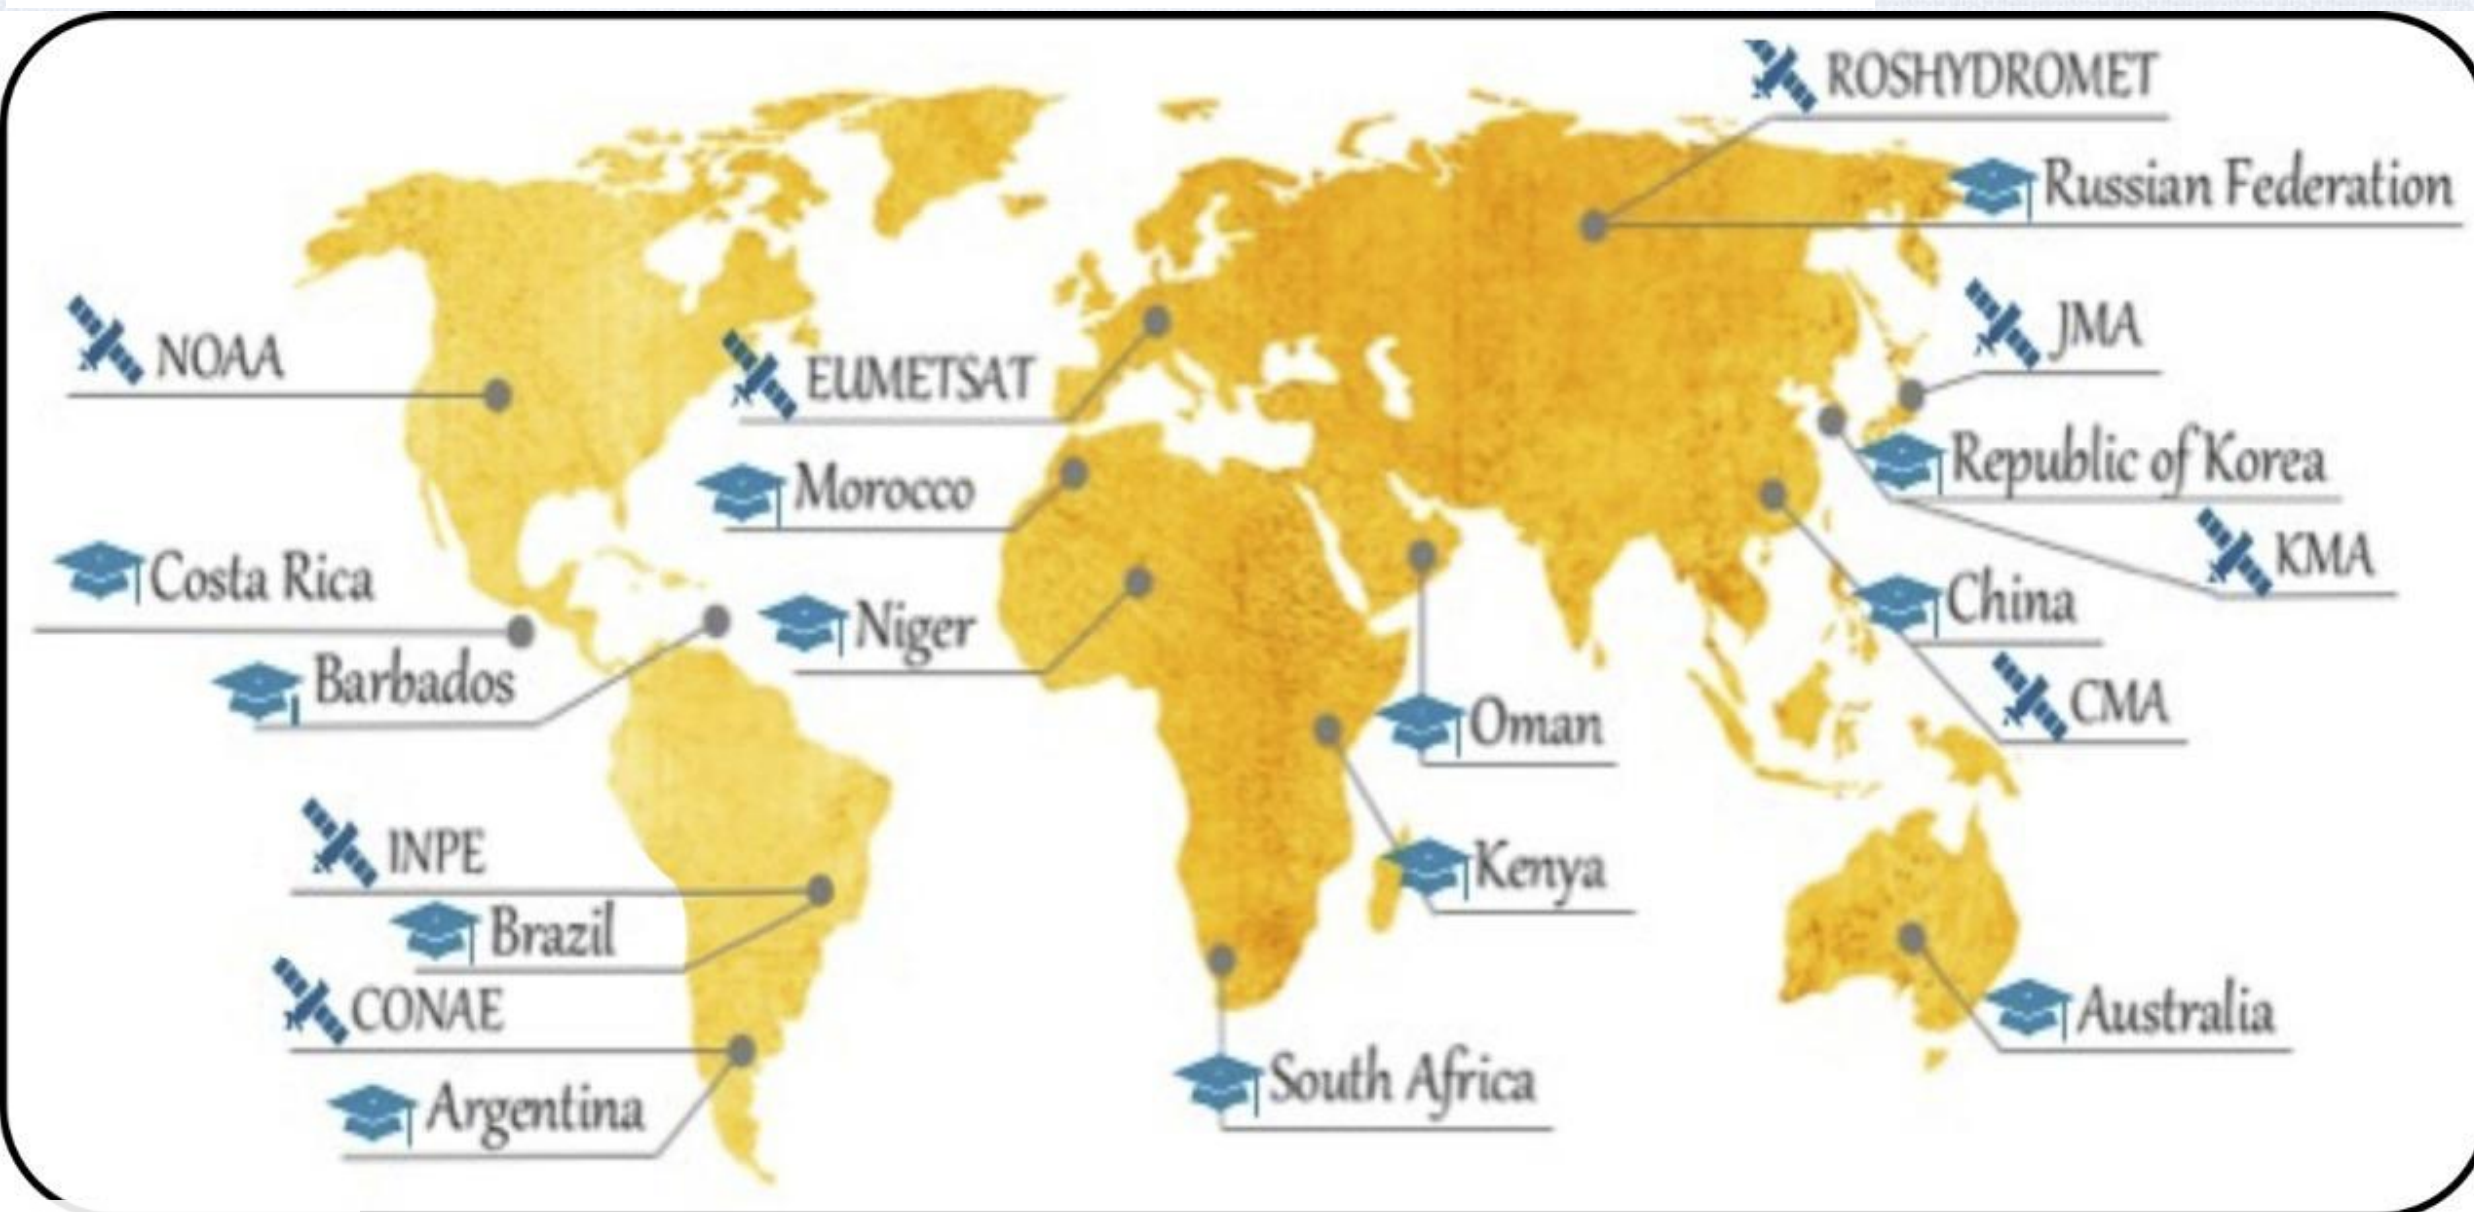 ROSHYDROMET
Russian Federation
NOAA
EUMETSAT
JMA
Morocco
Republic of Korea
Costa Rica
KMA
Niger
China
Barbados
Oman
CMA
INPE
Kenya
Brazil
CONAE
Australia
Argentina
South Africa